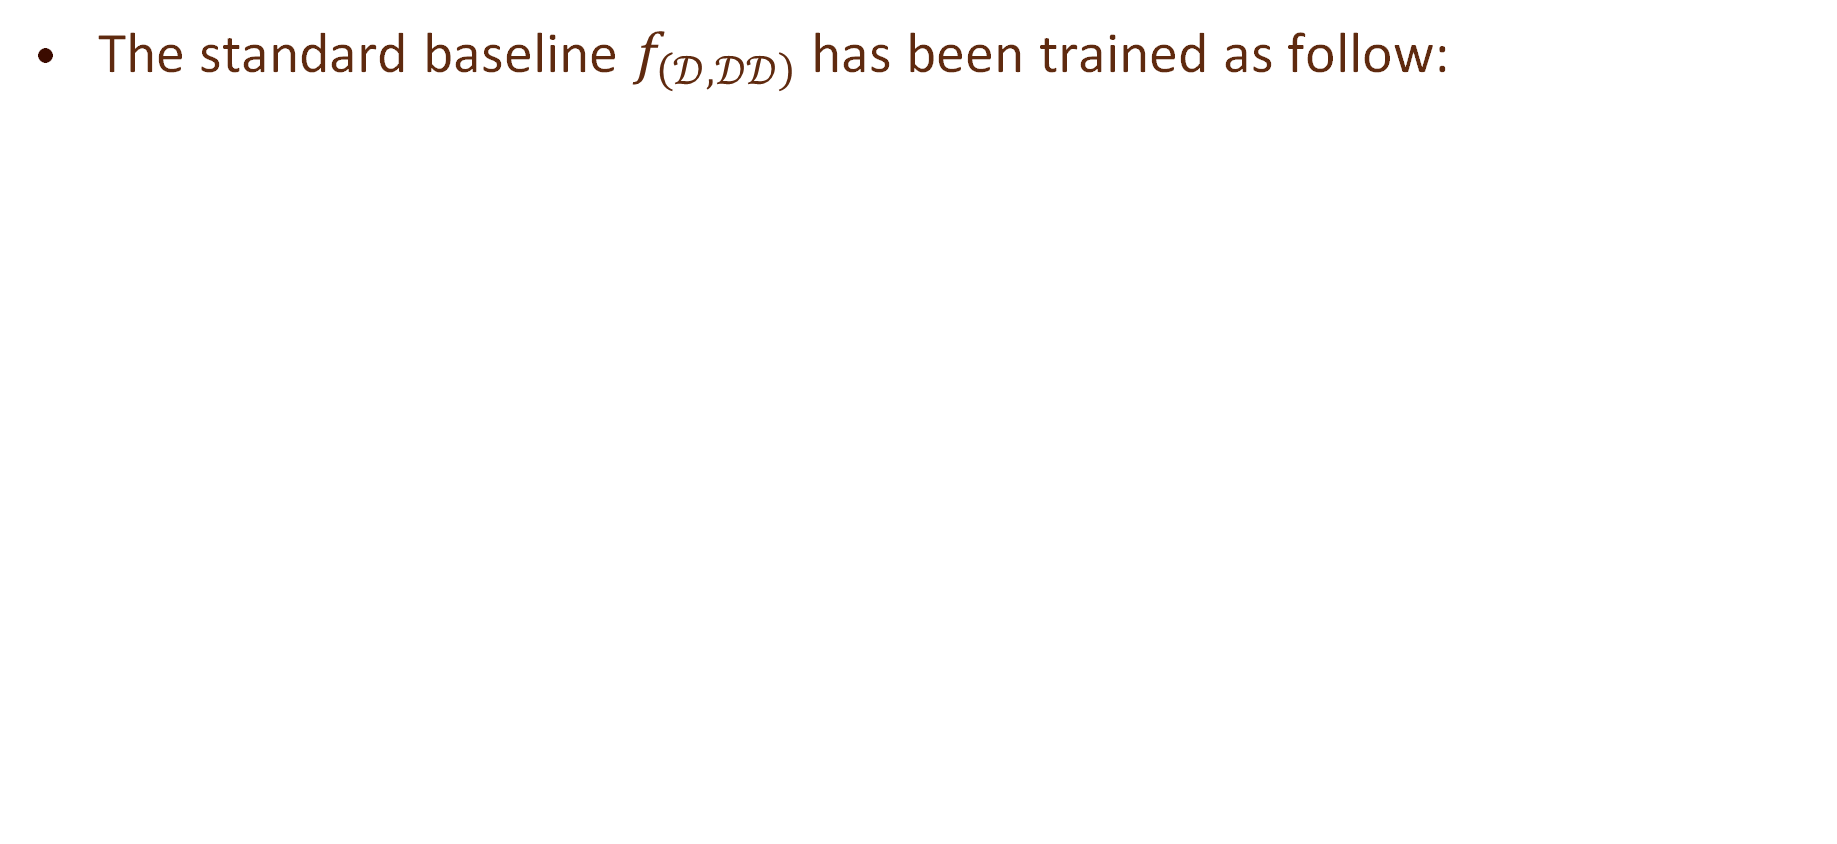 • The standard baseline 𝑓(𝒟,𝒟𝒟) has been trained as follow: